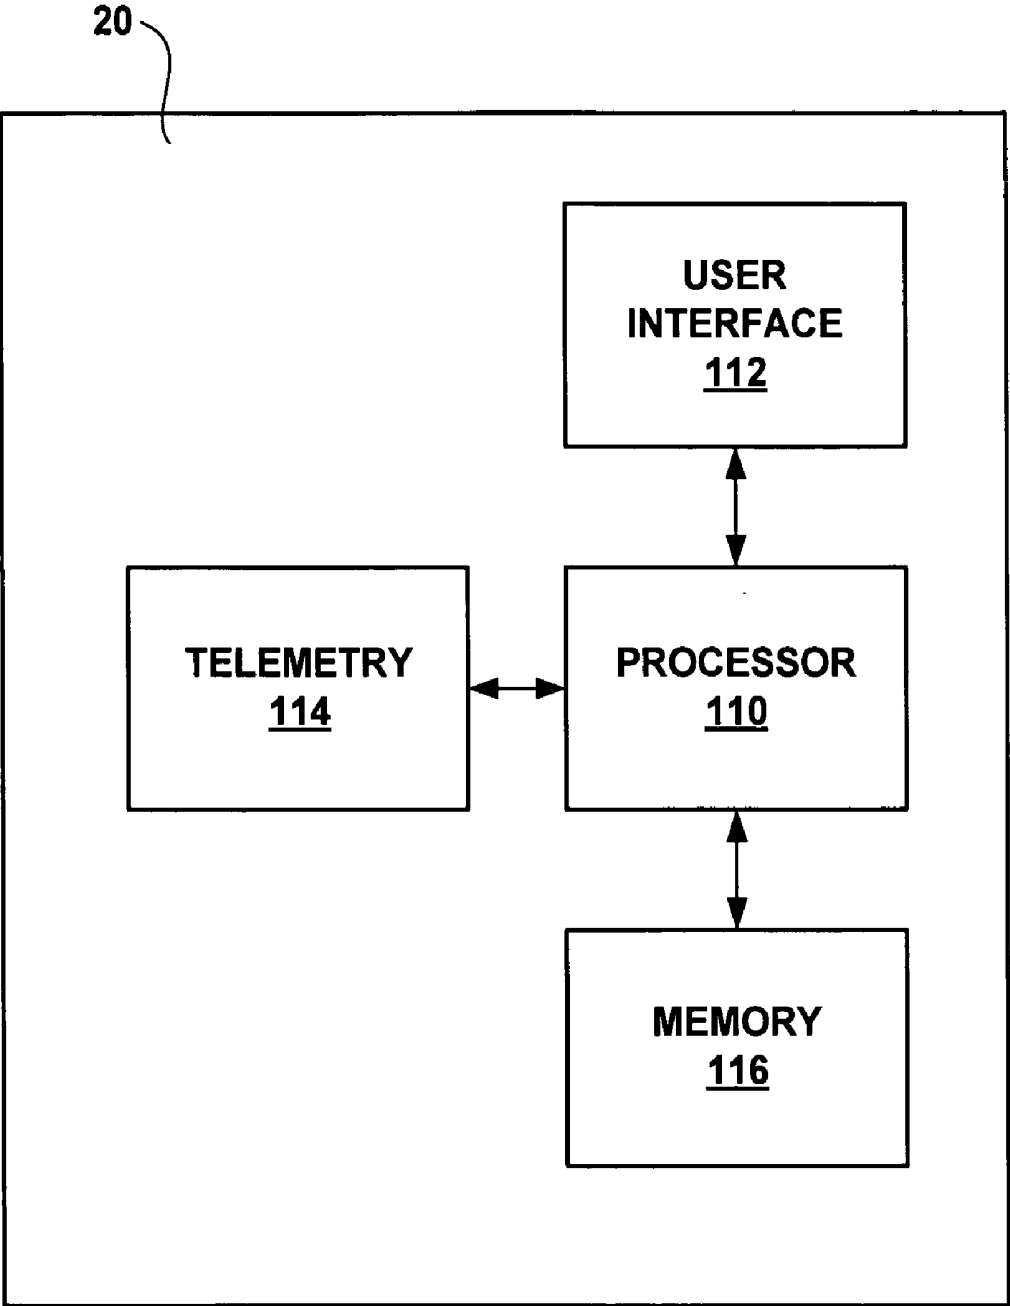 20
USER
INTERFACE
112
TELEMETRY
114
PROCESSOR
110
MEMORY
116